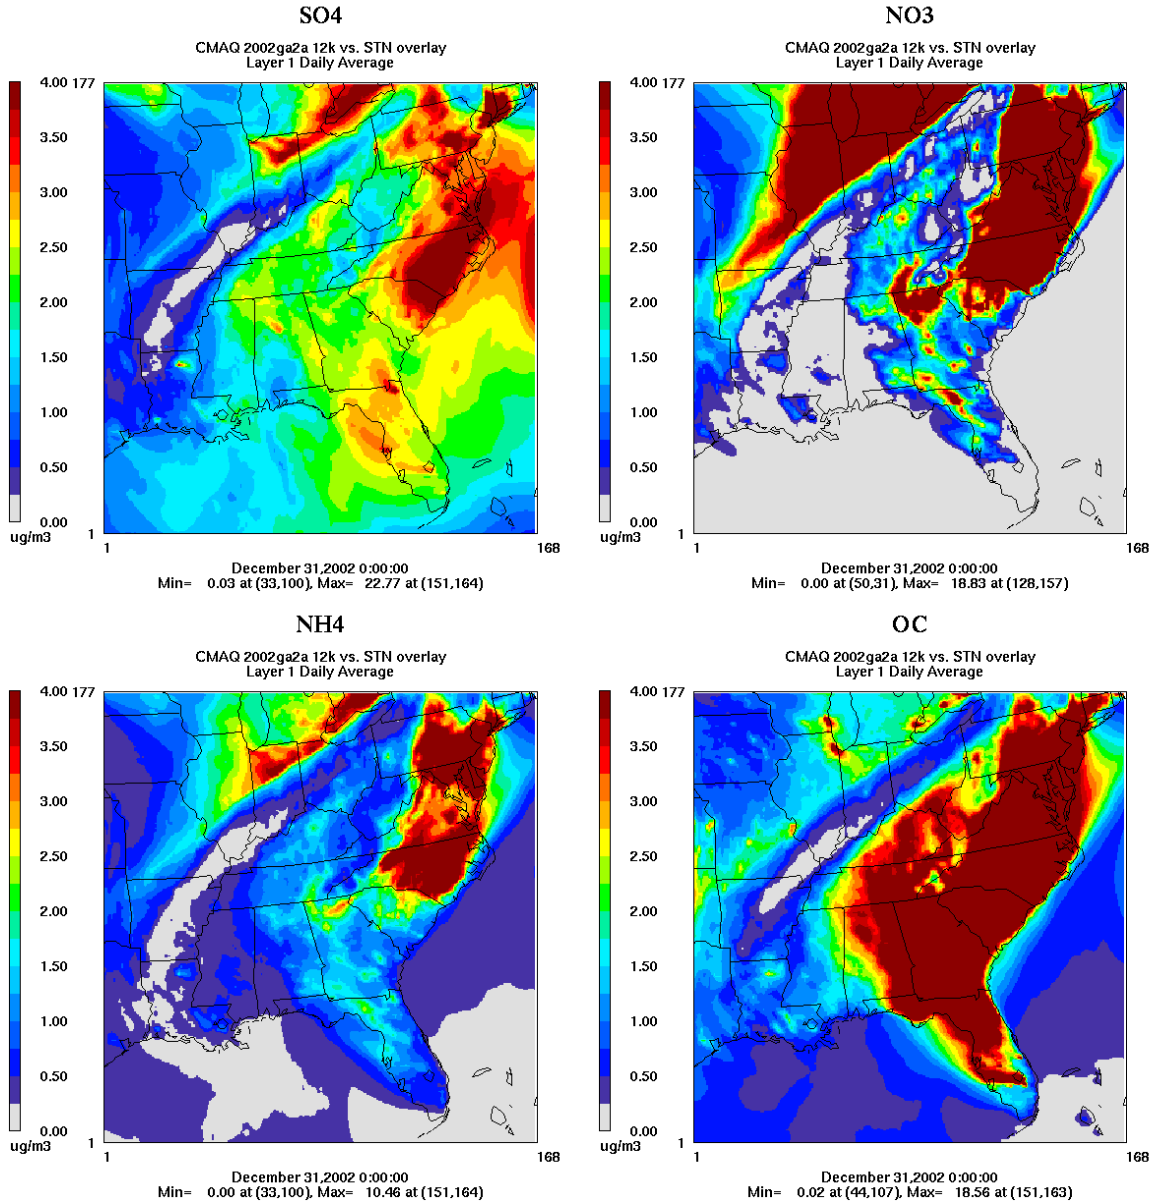 SO4
CMAQ 2002ga2a 12k vs. STN overlay
Layer 1 Daily Average
4.00 177
3.50
3.00
2.50
2.00
1.50
1.00
0.50
0.00
1
ug/m3
1 168
December 31,2002 0:00:00
Min= 0.03 at (33,100), Max= 22.77 at (151,164)
NO3
CMAQ 2002ga2a 12k vs. STN overlay
Layer 1 Daily Average
4.00 177
3.50
3.00
2.50
2.00
1.50
1.00
0.50
0.00
1
ug/m3
1 168
December 31,2002 0:00:00
Min= 0.00 at (50,31), Max= 18.83 at (128,157)
NH4
CMAQ 2002ga2a 12k vs. STN overlay
Layer 1 Daily Average
4.00 177
3.50
3.00
2.50
2.00
1.50
1.00
0.50
0.00
1
ug/m3
1 168
December 31,2002 0:00:00
Min= 0.00 at (33,100), Max= 10.46 at (151,164)
OC
CMAQ 2002ga2a 12k vs. STN overlay
Layer 1 Daily Average
4.00 177
3.50
3.00
2.50
2.00
1.50
1.00
0.50
0.00
1
ug/m3
1 168
December 31,2002 0:00:00
Min= 0.02 at (44,107), Max= 18.56 at (151,163)